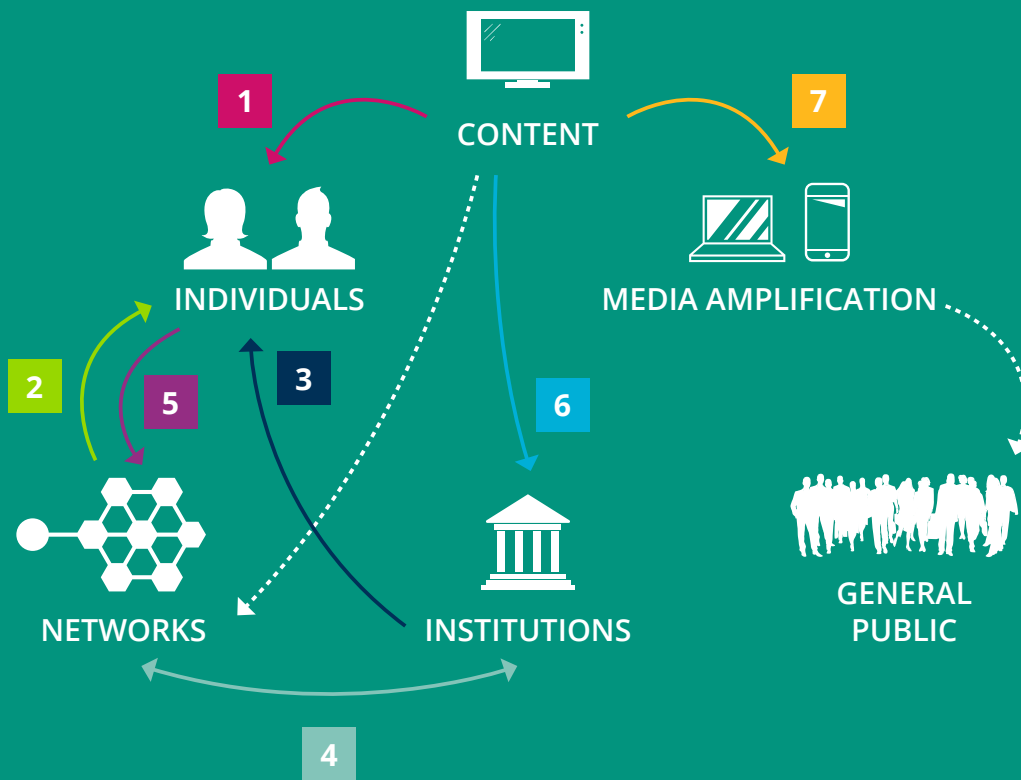 1
7
CONTENT
INDIVIDUALS
MEDIA AMPLIFICATION
2
3
5
6
NETWORKS
INSTITUTIONS
GENERAL
PUBLIC
4